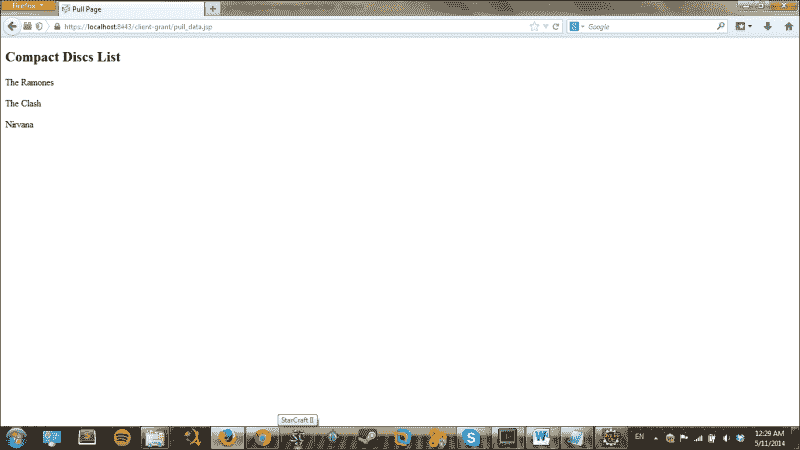 Firefox
Pull Page
https://localhost:8443/client-grant/pull_data.jsp
Google
Compact Discs List
The Ramones
The Clash
Nirvana
StarCraft II
EN
12:29 AM
5/11/2014